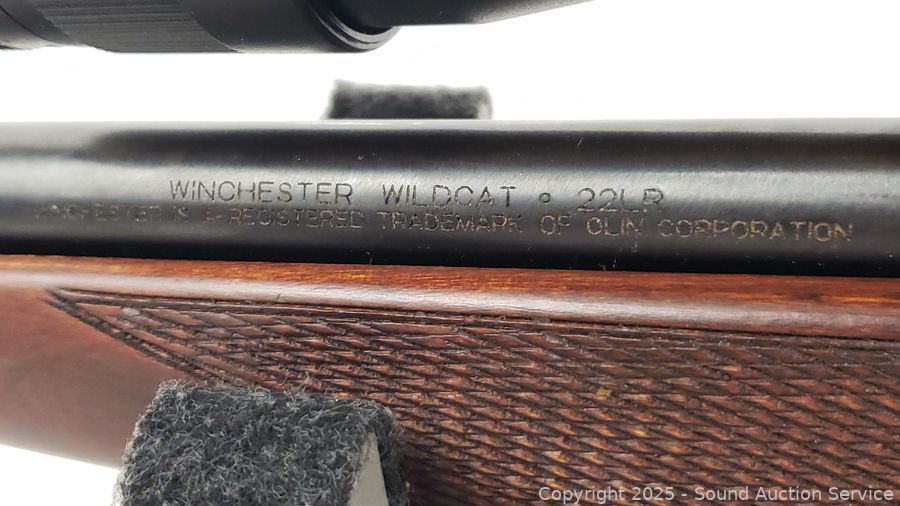 WINCHESTER WILDCAT • 22LR
WINCHESTER IS A REGISTERED TRADEMARK OF OLIN CORPORATION
Copyright 2025 - Sound Auction Service